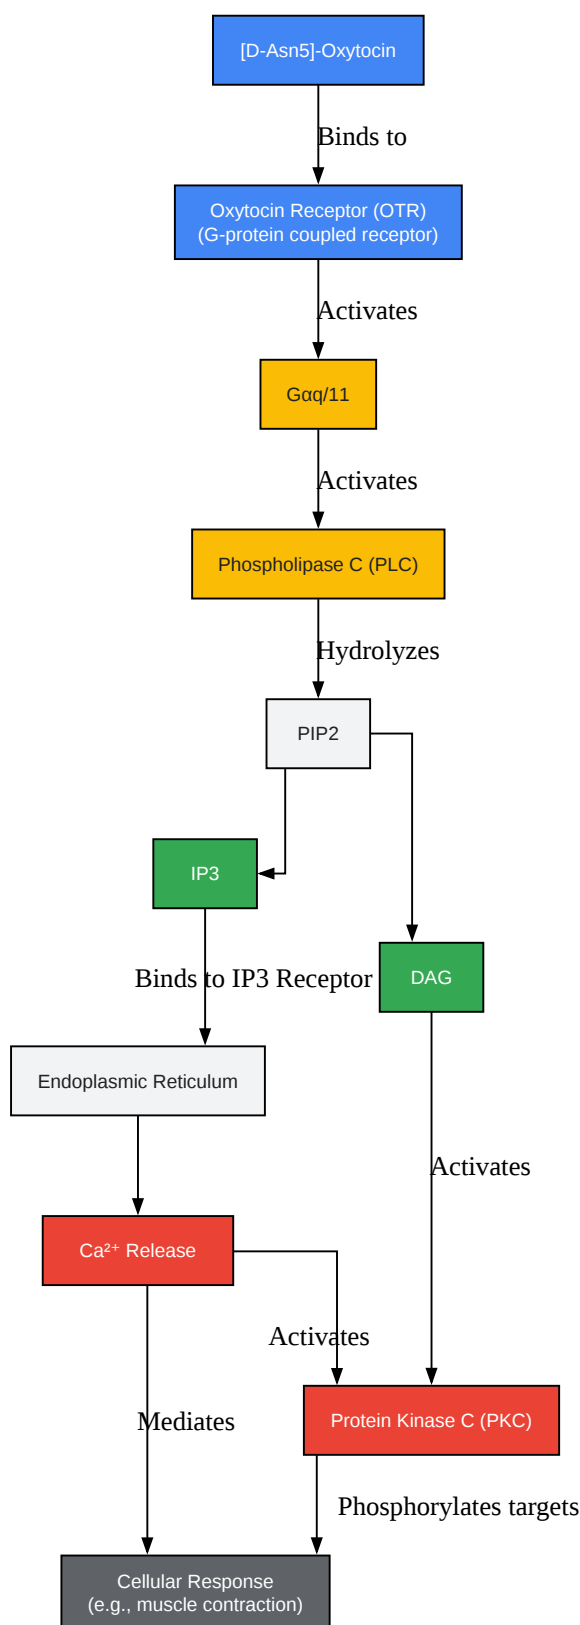 [D-Asn5]-Oxytocin
Binds to
Oxytocin Receptor (OTR)
(G-protein coupled receptor)
Activates
Gαq/11
Activates
Phospholipase C (PLC)
Hydrolyzes
PIP2
IP3
Binds to IP3 Receptor
DAG
Endoplasmic Reticulum
Activates
Ca²⁺ Release
Activates
Mediates
Protein Kinase C (PKC)
Phosphorylates targets
Cellular Response
(e.g., muscle contraction)